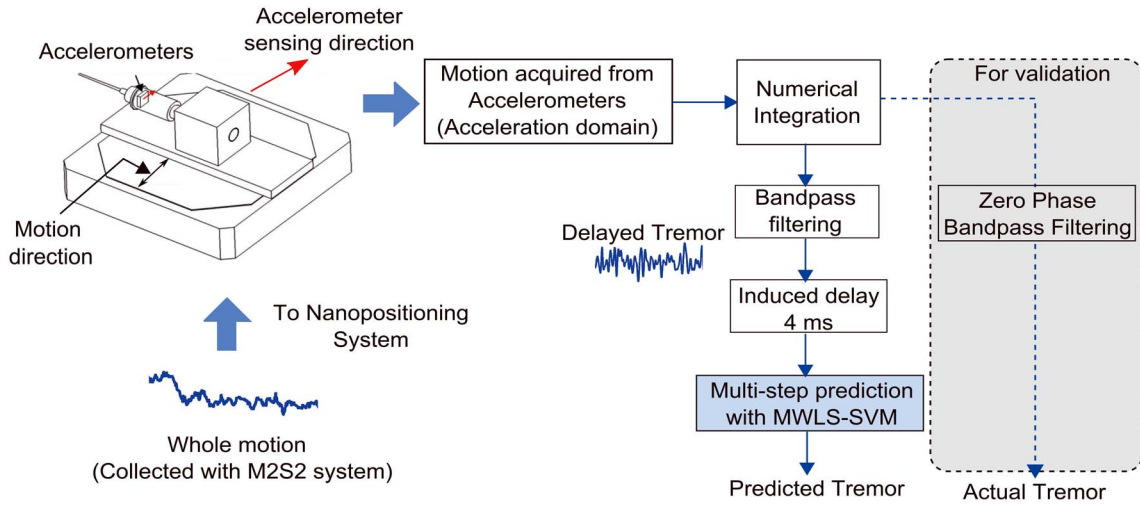 Accelerometer
sensing direction
Accelerometers
Motion
direction
To Nanopositioning
System
Whole motion
(Collected with M2S2 system)
Motion acquired from
Accelerometers
(Acceleration domain)
Numerical
Integration
Bandpass
filtering
Delayed Tremor
Induced delay
4 ms
Multi-step prediction
with MWLS-SVM
Predicted Tremor
For validation
Zero Phase
Bandpass Filtering
Actual Tremor